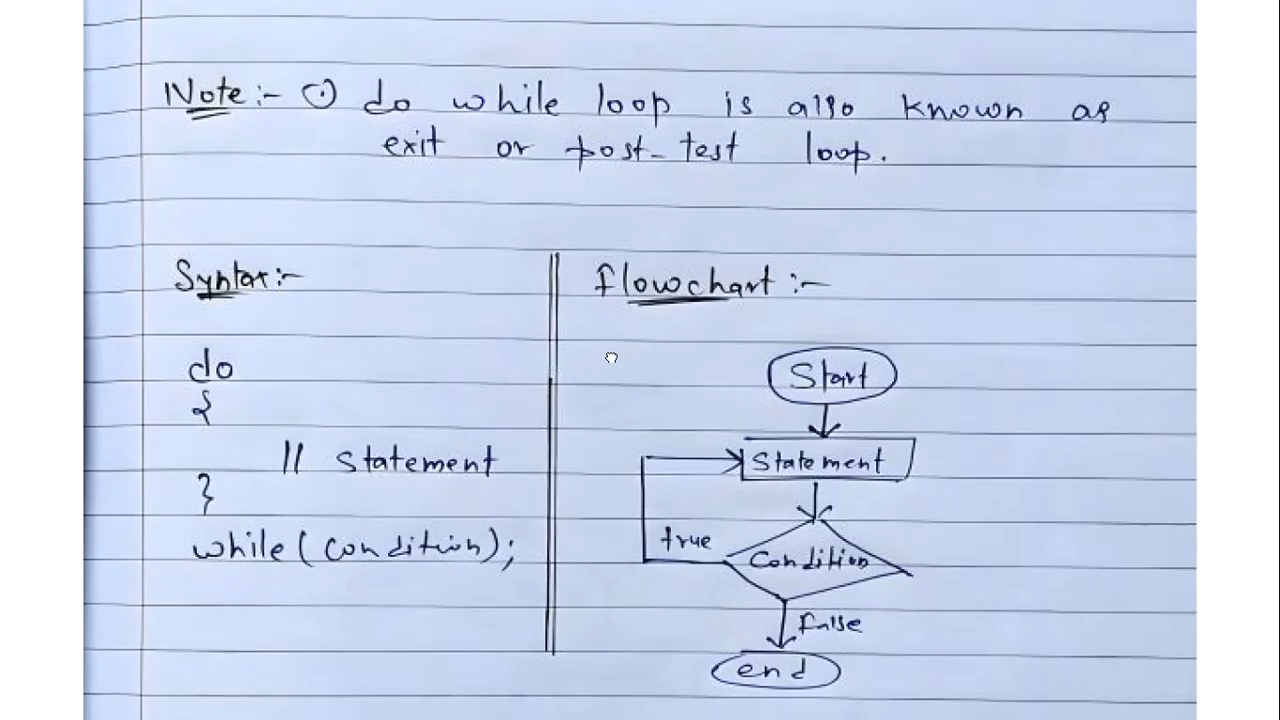 Note:- ⊙ do while loop is also known as
exit or post-test loop.
Syntax:-
do
{
// statement
}
while(condition);
flowchart:-
Start
Statement
true
Condition
false
end